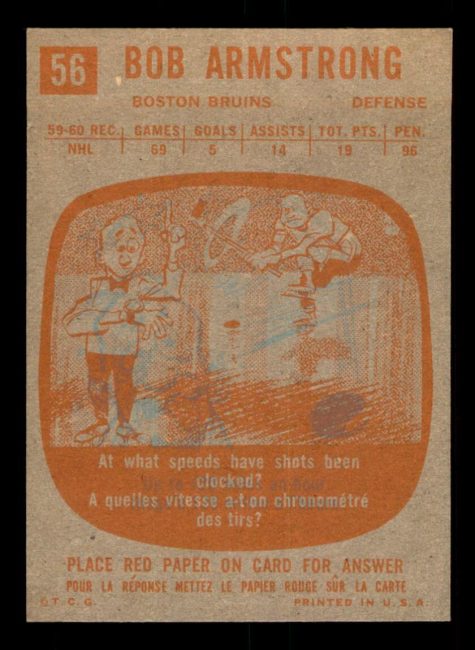 56 BOB ARMSTRONG
BOSTON BRUINS DEFENSE
59-60 REC. GAMES GOALS ASSISTS TOT. PTS. PEN.
NHL 69 5 14 19 96
At what speeds have shots been
clocked?
A quelles vitesse a-t-on chronométré
des tirs?
PLACE RED PAPER ON CARD FOR ANSWER
POUR LA RÉPONSE METTEZ LE PAPIER ROUGE SÛR LA CARTE
©T.C.G. PRINTED IN U.S.A.